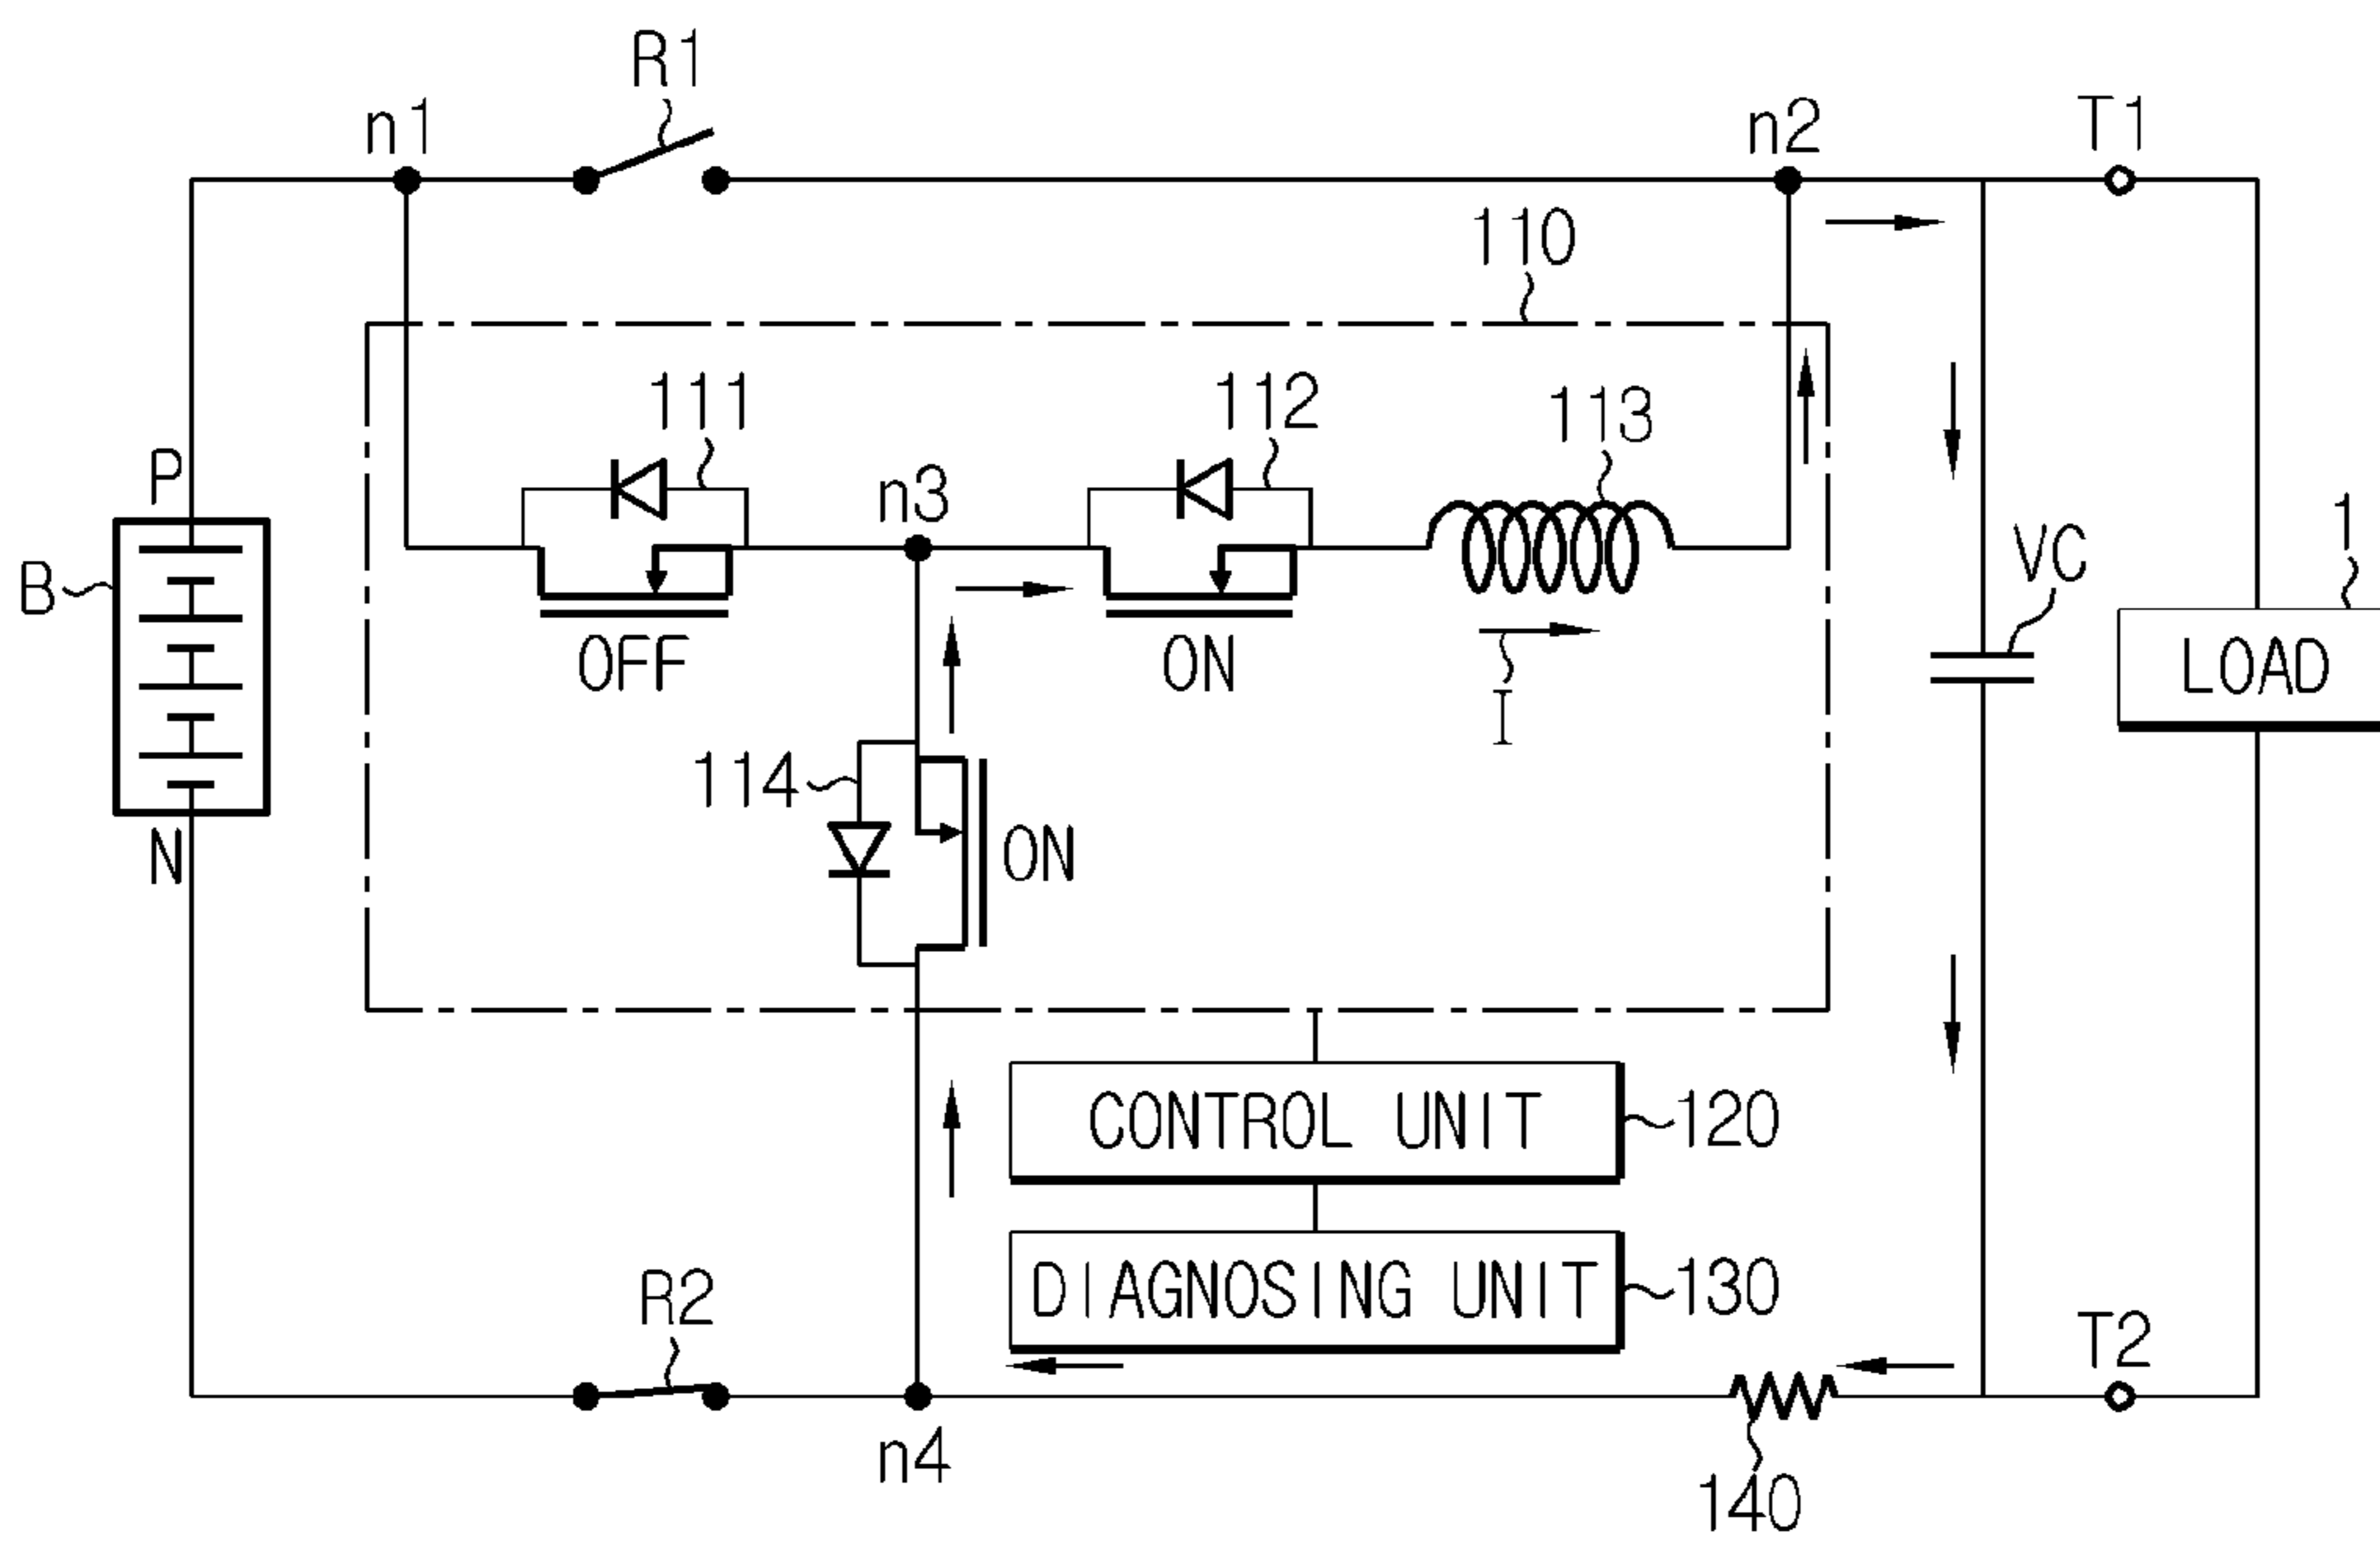 R1
n1
n2
T1
110
111
112
113
P
n3
B
VC
1
LOAD
OFF
ON
I
114
N
ON
CONTROL UNIT
120
DIAGNOSING UNIT
130
R2
T2
n4
140